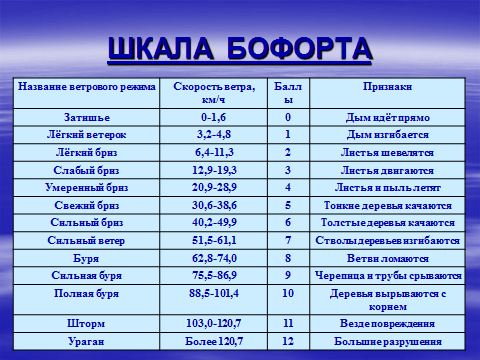 ШКАЛА БОФОРТА
Название ветрового режима Скорость ветра, км/ч Баллы Признаки
Затишье 0-1,6 0 Дым идёт прямо
Лёгкий ветерок 3,2-4,8 1 Дым изгибается
Лёгкий бриз 6,4-11,3 2 Листья шевелятся
Слабый бриз 12,9-19,3 3 Листья двигаются
Умеренный бриз 20,9-28,9 4 Листья и пыль летят
Свежий бриз 30,6-38,6 5 Тонкие деревья качаются
Сильный бриз 40,2-49,9 6 Толстые деревья качаются
Сильный ветер 51,5-61,1 7 Стволы деревьев изгибаются
Буря 62,8-74,0 8 Ветви ломаются
Сильная буря 75,5-86,9 9 Черепица и трубы срываются
Полная буря 88,5-101,4 10 Деревья вырываются с корнем
Шторм 103,0-120,7 11 Везде повреждения
Ураган Более 120,7 12 Большие разрушения